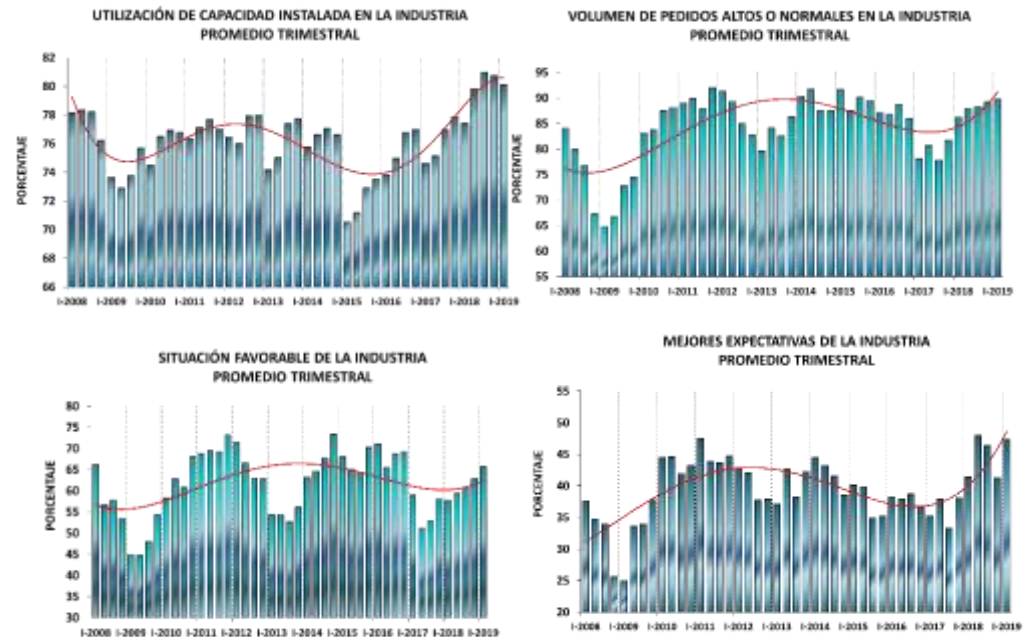 UTILIZACIÓN DE CAPACIDAD INSTALADA EN LA INDUSTRIA
PROMEDIO TRIMESTRAL
PORCENTAJE
82
80
78
76
74
72
70
68
66
I-2008 I-2009 I-2010 I-2011 I-2012 I-2013 I-2014 I-2015 I-2016 I-2017 I-2018 I-2019
VOLUMEN DE PEDIDOS ALTOS O NORMALES EN LA INDUSTRIA
PROMEDIO TRIMESTRAL
PORCENTAJE
95
90
85
80
75
70
65
60
55
I-2008 I-2009 I-2010 I-2011 I-2012 I-2013 I-2014 I-2015 I-2016 I-2017 I-2018 I-2019
SITUACIÓN FAVORABLE DE LA INDUSTRIA
PROMEDIO TRIMESTRAL
PORCENTAJE
80
75
70
65
60
55
50
45
40
35
30
I-2008 I-2009 I-2010 I-2011 I-2012 I-2013 I-2014 I-2015 I-2016 I-2017 I-2018 I-2019
MEJORES EXPECTATIVAS DE LA INDUSTRIA
PROMEDIO TRIMESTRAL
PORCENTAJE
55
50
45
40
35
30
25
20
I-2008 I-2009 I-2010 I-2011 I-2012 I-2013 I-2014 I-2015 I-2016 I-2017 I-2018 I-2019